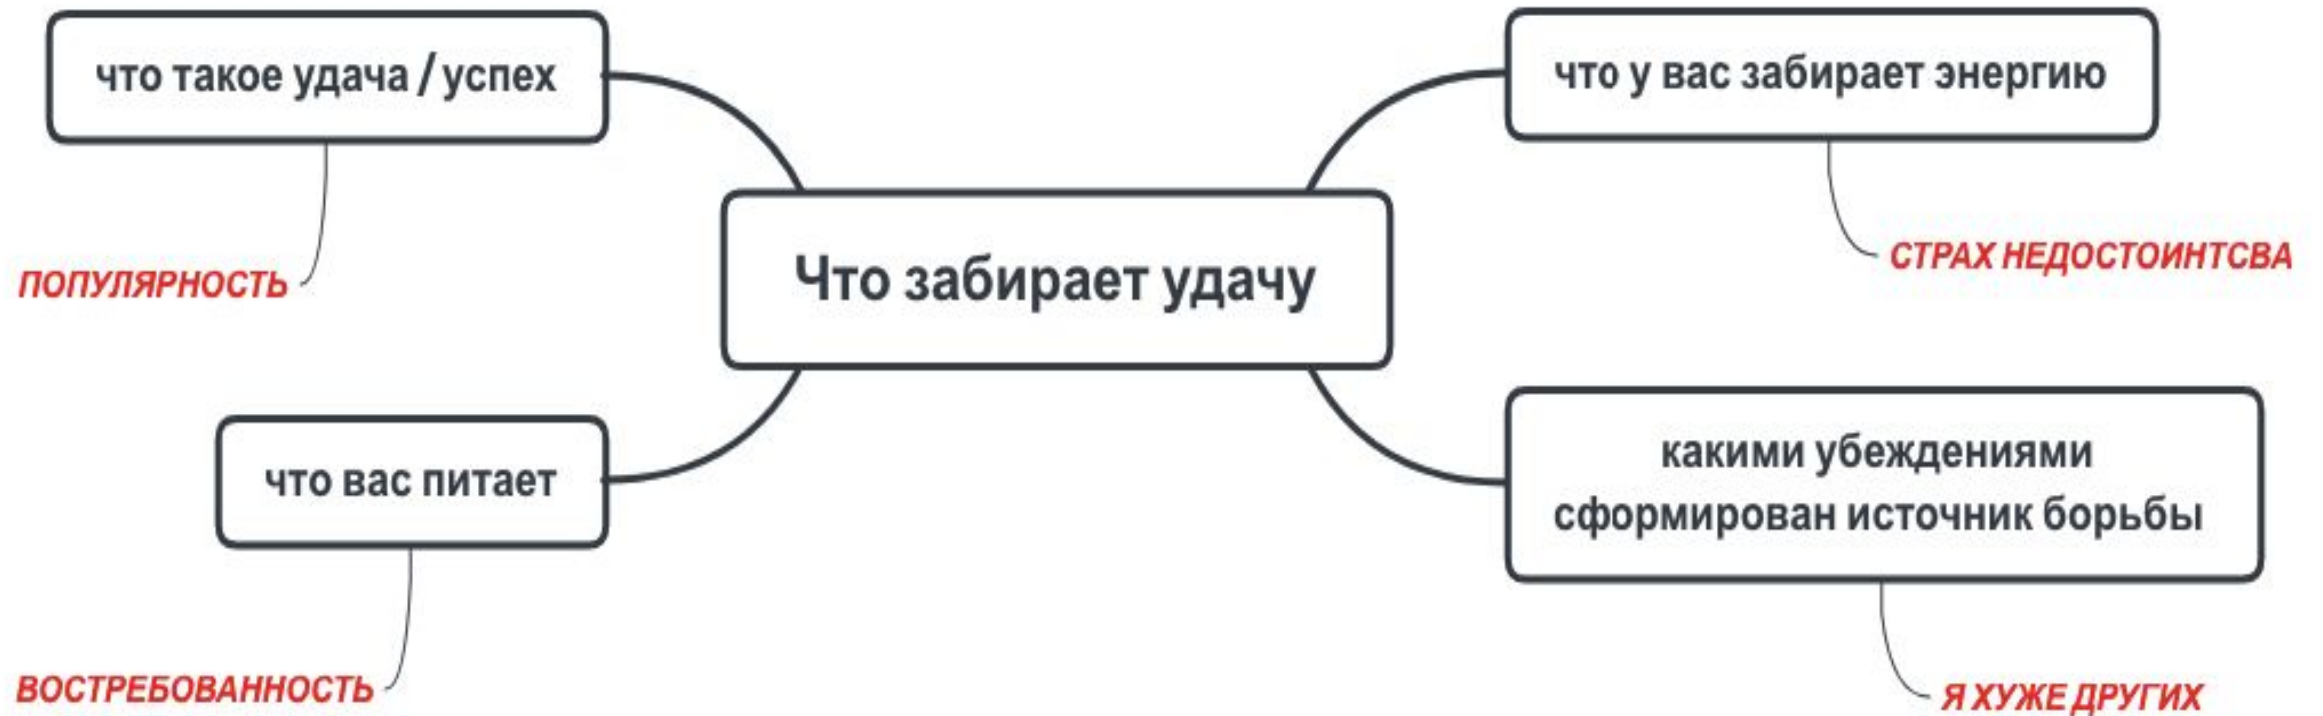 что такое удача / успех
что у вас забирает энергию
ПОПУЛЯРНОСТЬ
Что забирает удачу
СТРАХ НЕДОСТОИНТСВА
что вас питает
какими убеждениями
сформирован источник борьбы
ВОСТРЕБОВАННОСТЬ
Я ХУЖЕ ДРУГИХ